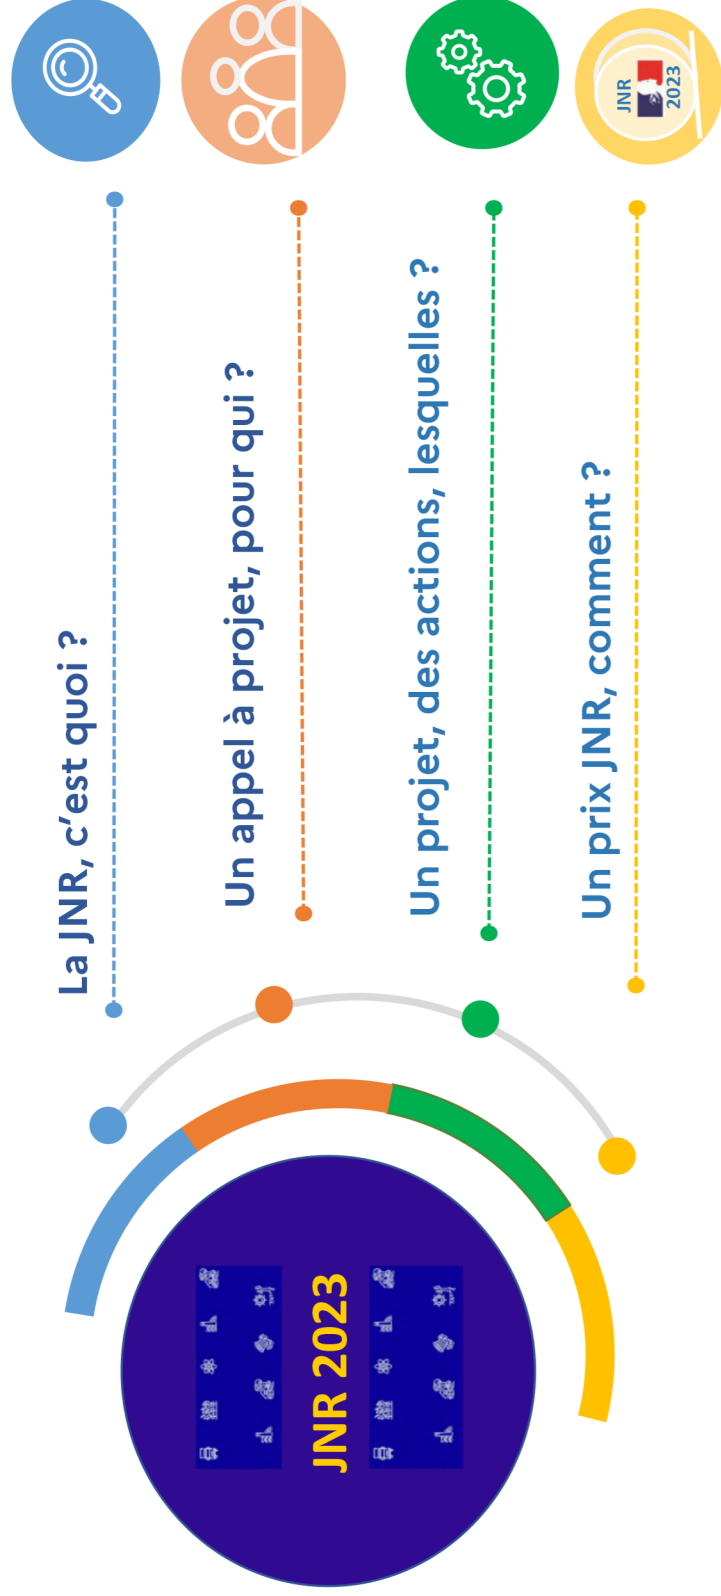 JNR 2023
La JNR, c’est quoi ?
Un appel à projet, pour qui ?
Un projet, des actions, lesquelles ?
Un prix JNR, comment ?
JNR
2023